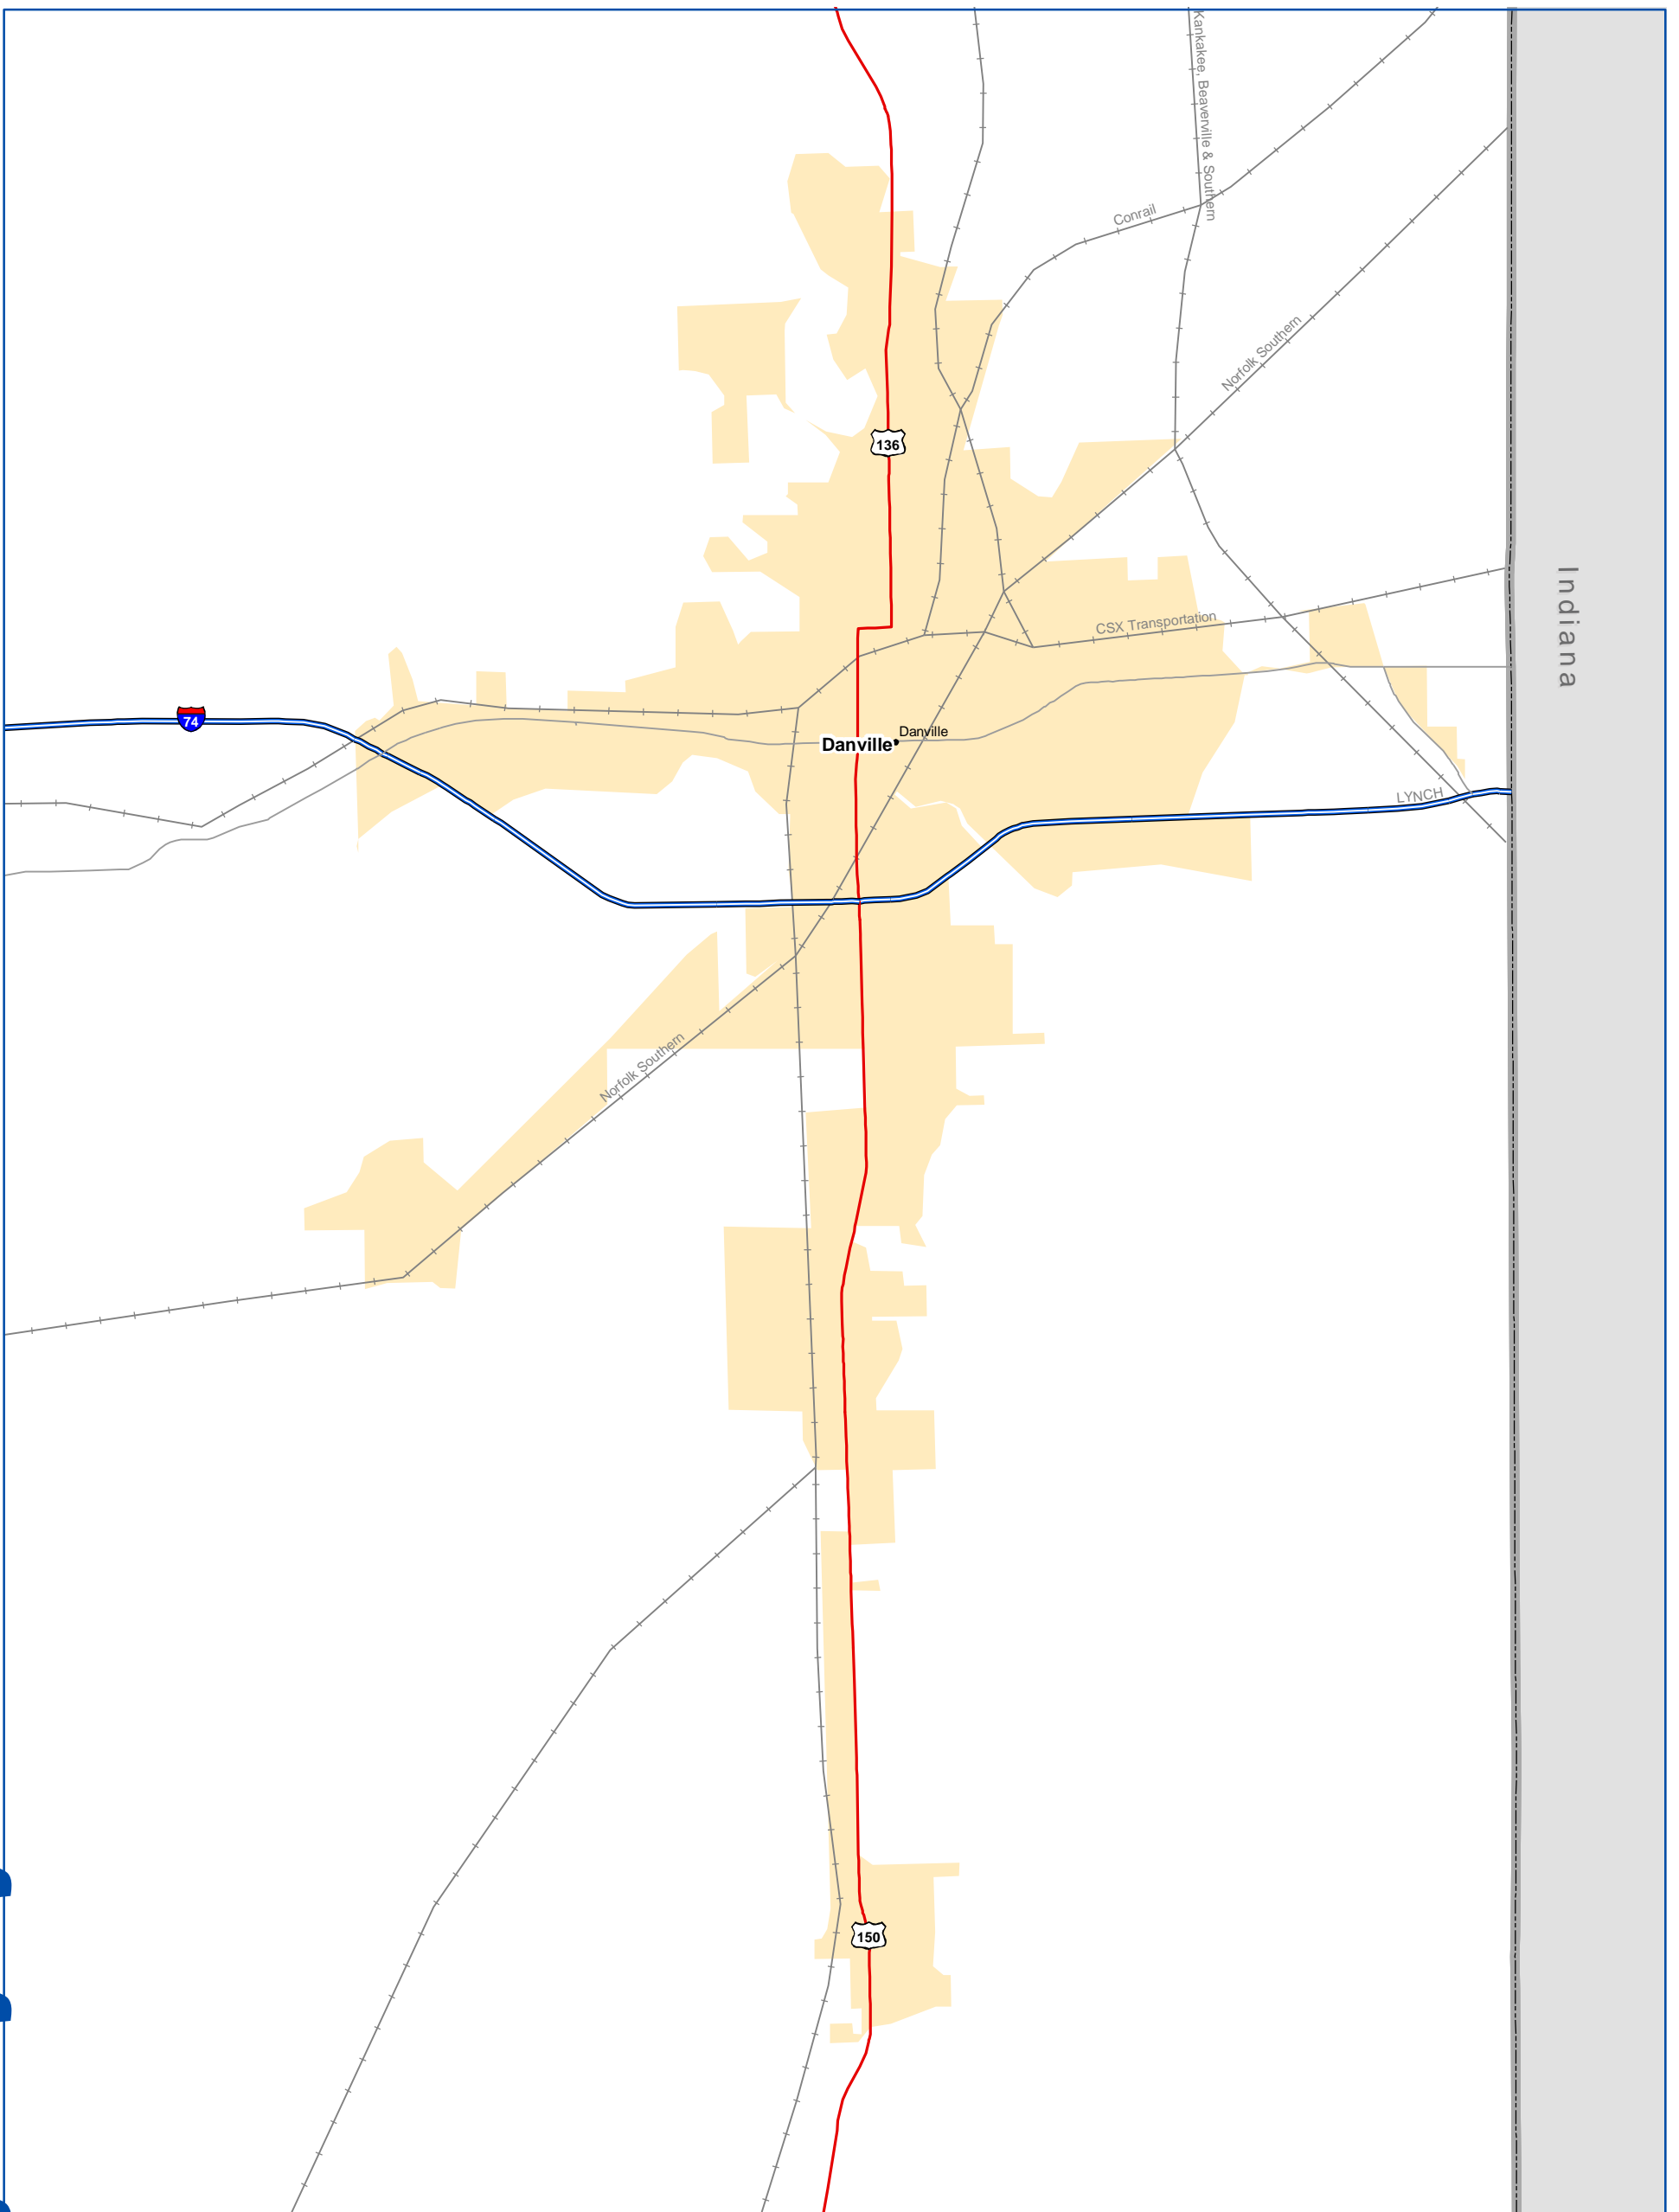 Kankakee, Beaverville & Southern
Conrail
Norfolk Southern
136
Indiana
CSX Transportation
74
Danville
Danville
LYNCH
Norfolk Southern
150